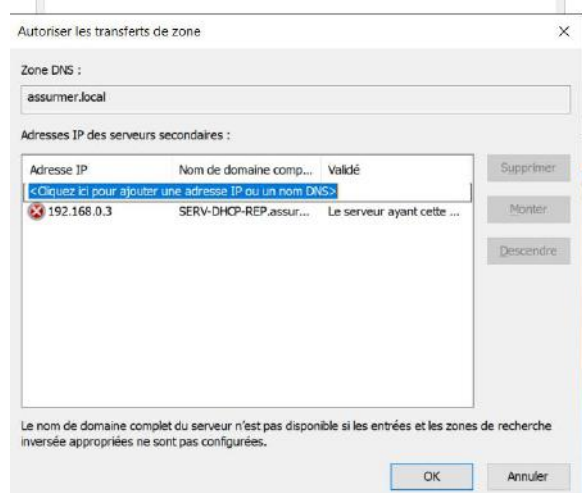 Autoriser les transferts de zone
Zone DNS :
assurmer.local
Adresses IP des serveurs secondaires :
Adresse IP Nom de domaine comp... Validé
<Cliquez ici pour ajouter une adresse IP ou un nom DNS>
192.168.0.3 SERV-DHCP-REP.assur... Le serveur ayant cette ...
Supprimer
Monter
Descendre
Le nom de domaine complet du serveur n'est pas disponible si les entrées et les zones de recherche
inversée appropriées ne sont pas configurées.
OK Annuler